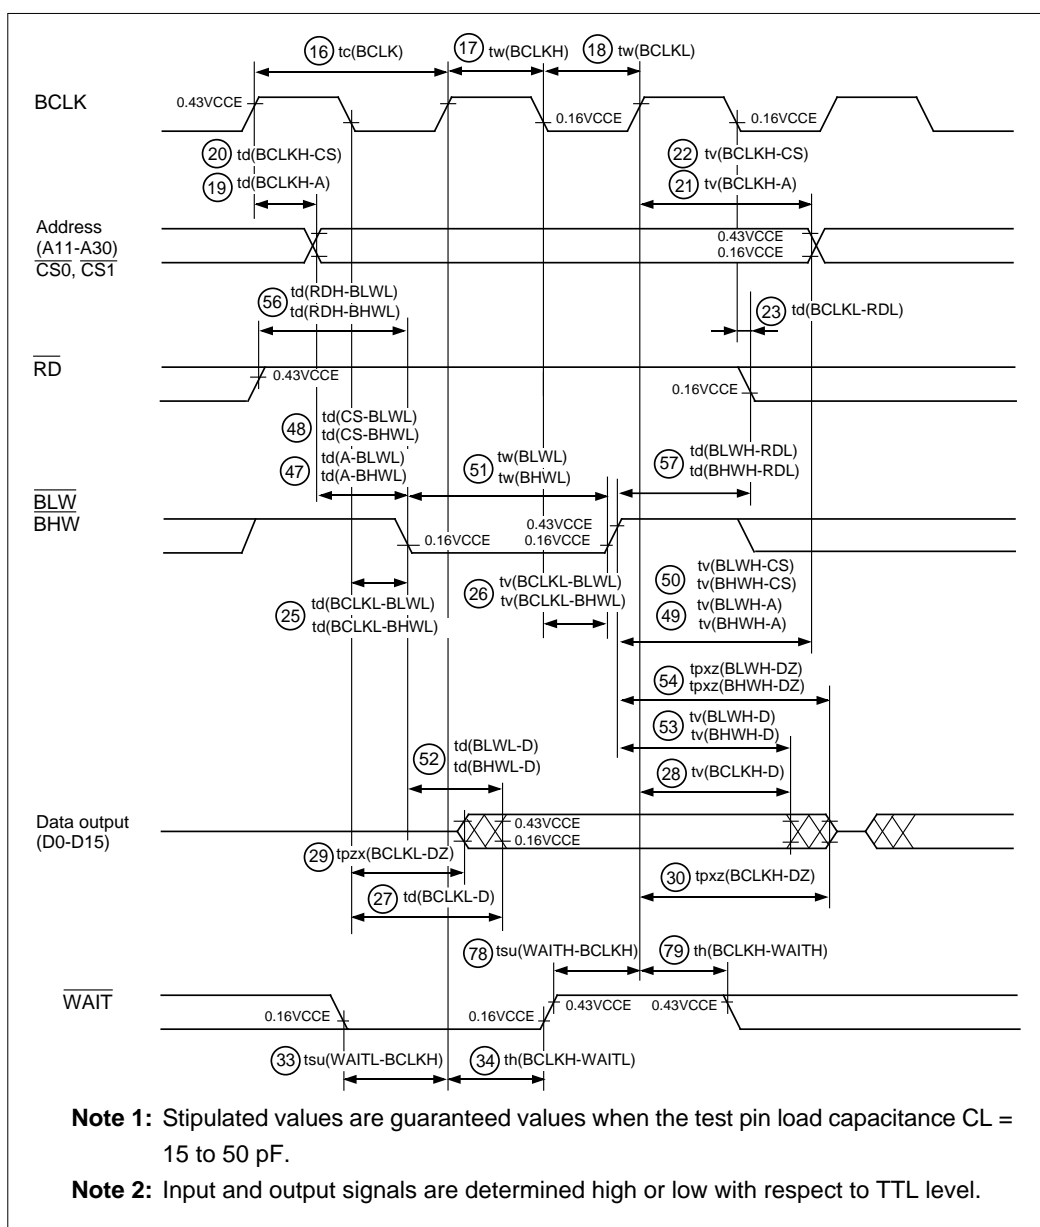 16 tc(BCLK)
17 tw(BCLKH)
18 tw(BCLKL)
BCLK
0.43VCCE
0.16VCCE
0.16VCCE
20 td(BCLKH-CS)
19 td(BCLKH-A)
22 tv(BCLKH-CS)
21 tv(BCLKH-A)
Address
(A11-A30)
CS0, CS1
0.43VCCE
0.16VCCE
56 td(RDH-BLWL)
td(RDH-BHWL)
23 td(BCLKL-RDL)
RD
0.43VCCE
0.16VCCE
48 td(CS-BLWL)
td(CS-BHWL)
47 td(A-BLWL)
td(A-BHWL)
51 tw(BLWL)
tw(BHWL)
57 td(BLWH-RDL)
td(BHWH-RDL)
BLW
BHW
0.16VCCE
0.43VCCE
0.16VCCE
25 td(BCLKL-BLWL)
td(BCLKL-BHWL)
26 tv(BCLKL-BLWL)
tv(BCLKL-BHWL)
50 tv(BLWH-CS)
tv(BHWH-CS)
49 tv(BLWH-A)
tv(BHWH-A)
54 tpxz(BLWH-DZ)
tpxz(BHWH-DZ)
53 tv(BLWH-D)
tv(BHWH-D)
52 td(BLWL-D)
td(BHWL-D)
28 tv(BCLKH-D)
Data output
(D0-D15)
0.43VCCE
0.16VCCE
29 tpzx(BCLKL-DZ)
27 td(BCLKL-D)
30 tpxz(BCLKH-DZ)
78 tsu(WAITH-BCLKH)
79 th(BCLKH-WAITH)
WAIT
0.16VCCE
0.16VCCE
0.43VCCE
0.43VCCE
33 tsu(WAITL-BCLKH)
34 th(BCLKH-WAITL)
Note 1: Stipulated values are guaranteed values when the test pin load capacitance CL =
15 to 50 pF.
Note 2: Input and output signals are determined high or low with respect to TTL level.